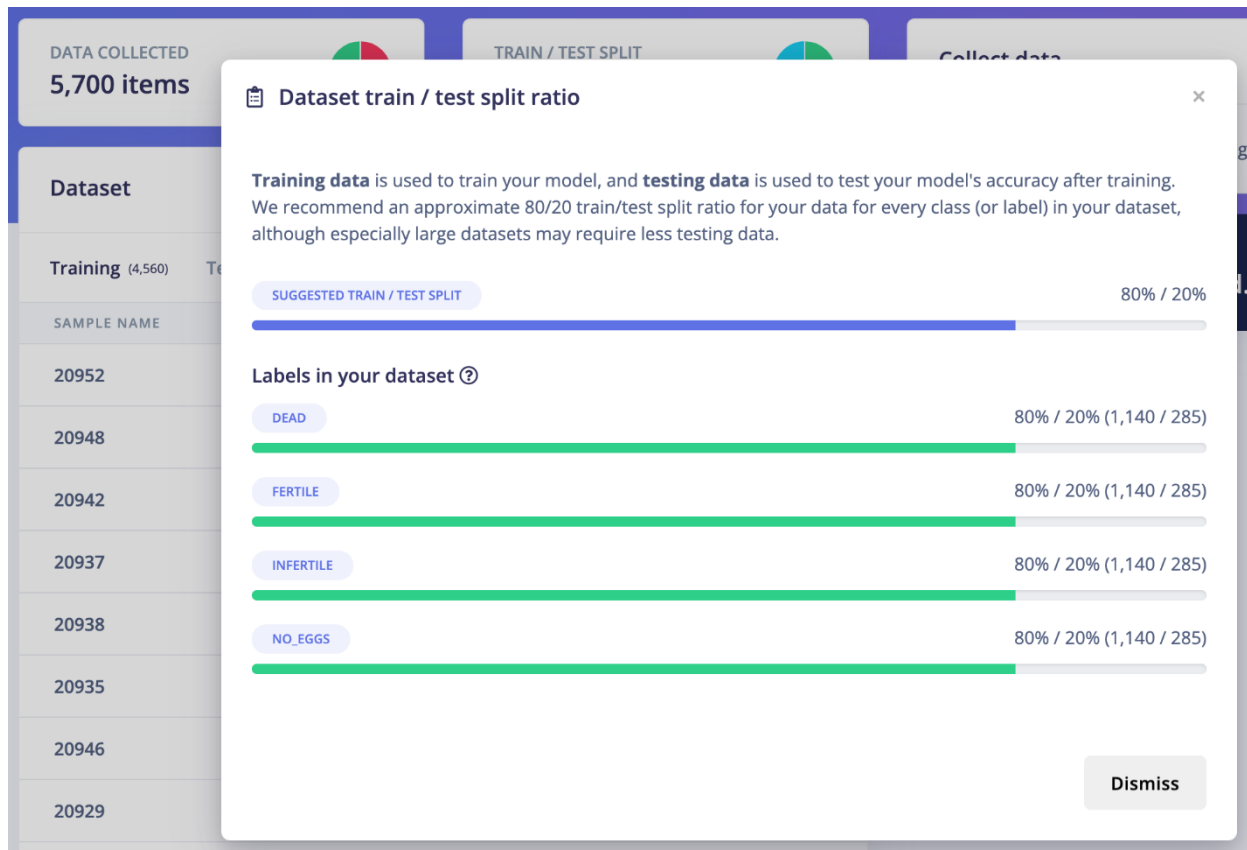 DATA COLLECTED
5,700 items
TRAIN / TEST SPLIT
Collect data
Dataset train / test split ratio
×
Training data is used to train your model, and testing data is used to test your model's accuracy after training.
We recommend an approximate 80/20 train/test split ratio for your data for every class (or label) in your dataset,
although especially large datasets may require less testing data.
SUGGESTED TRAIN / TEST SPLIT 80% / 20%
Labels in your dataset ?
DEAD 80% / 20% (1,140 / 285)
FERTILE 80% / 20% (1,140 / 285)
INFERTILE 80% / 20% (1,140 / 285)
NO_EGGS 80% / 20% (1,140 / 285)
Dismiss
Dataset
Training (4,560)
SAMPLE NAME
20952
20948
20942
20937
20938
20935
20946
20929